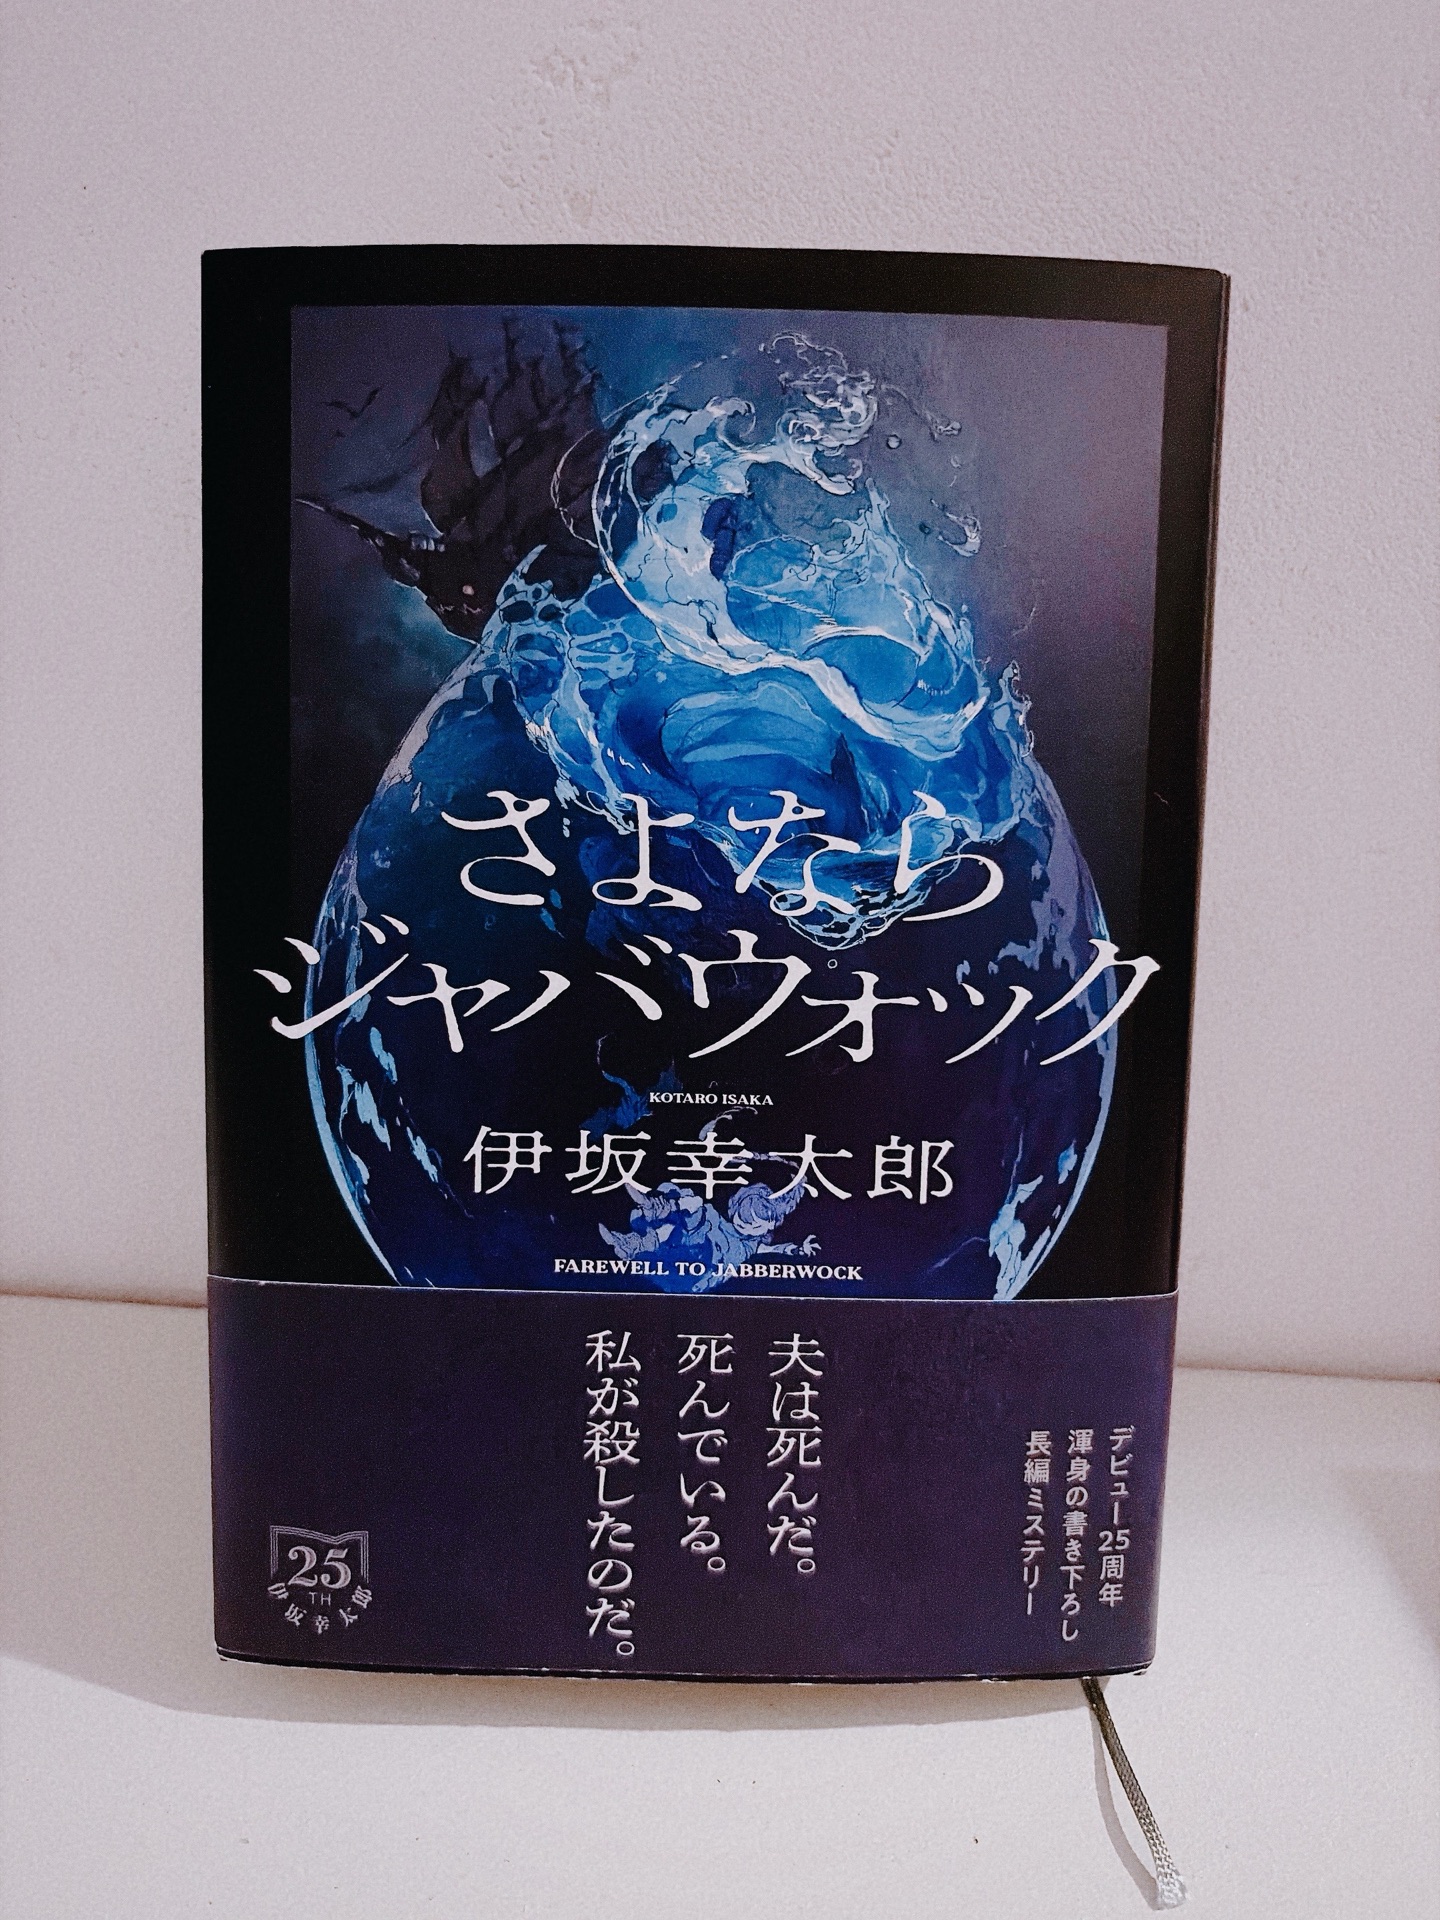 さよなら
ジャバウォック
KOTARO ISAKA
伊坂幸太郎
FAREWELL TO JABBERWOCK
デビュー25周年
渾身の書き下ろし
長編ミステリー
夫は死んだ。
死んでいる。
私が殺したのだ。
25
TH
伊坂幸太郎